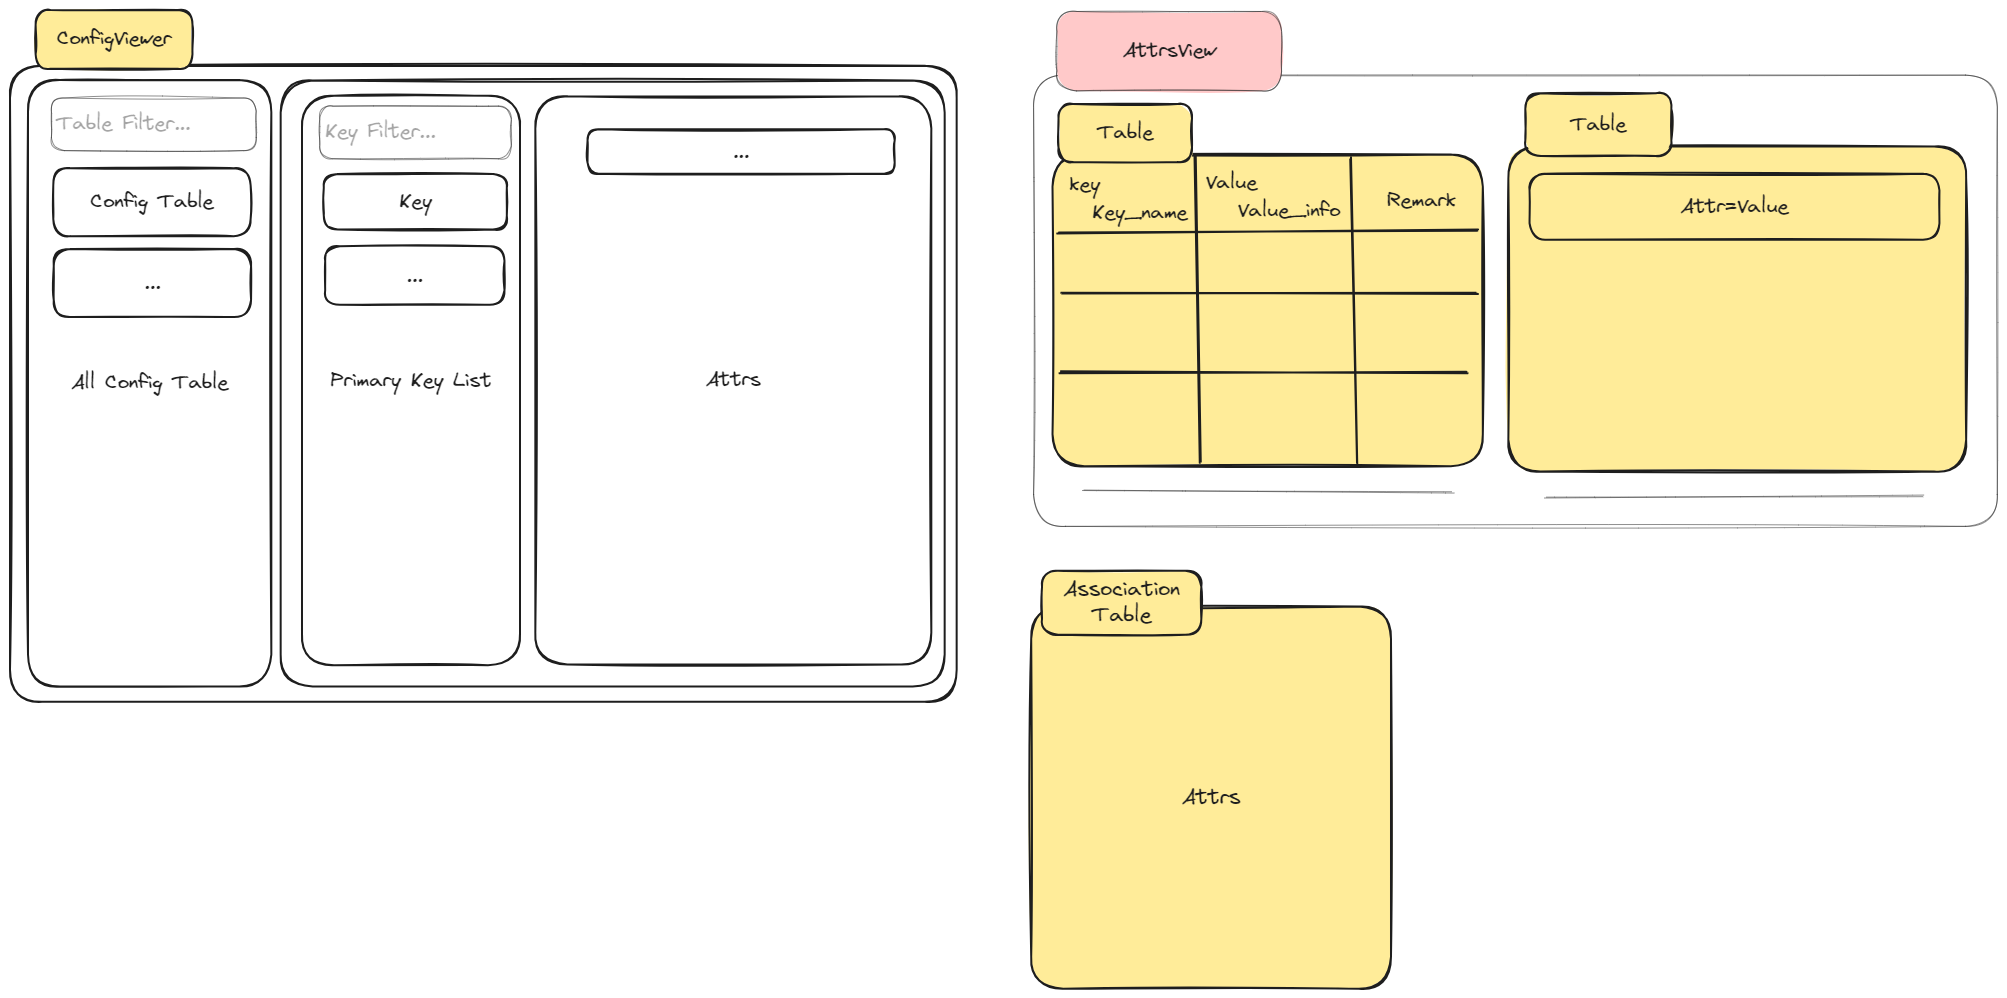 ConfigViewer
Table Filter...
Config Table
...
All Config Table
Key Filter...
Key
...
Primary Key List
...
Attrs
AttrsView
Table
key
Key_name
Value
Value_info
Remark
Table
Attr=Value
Association
Table
Attrs